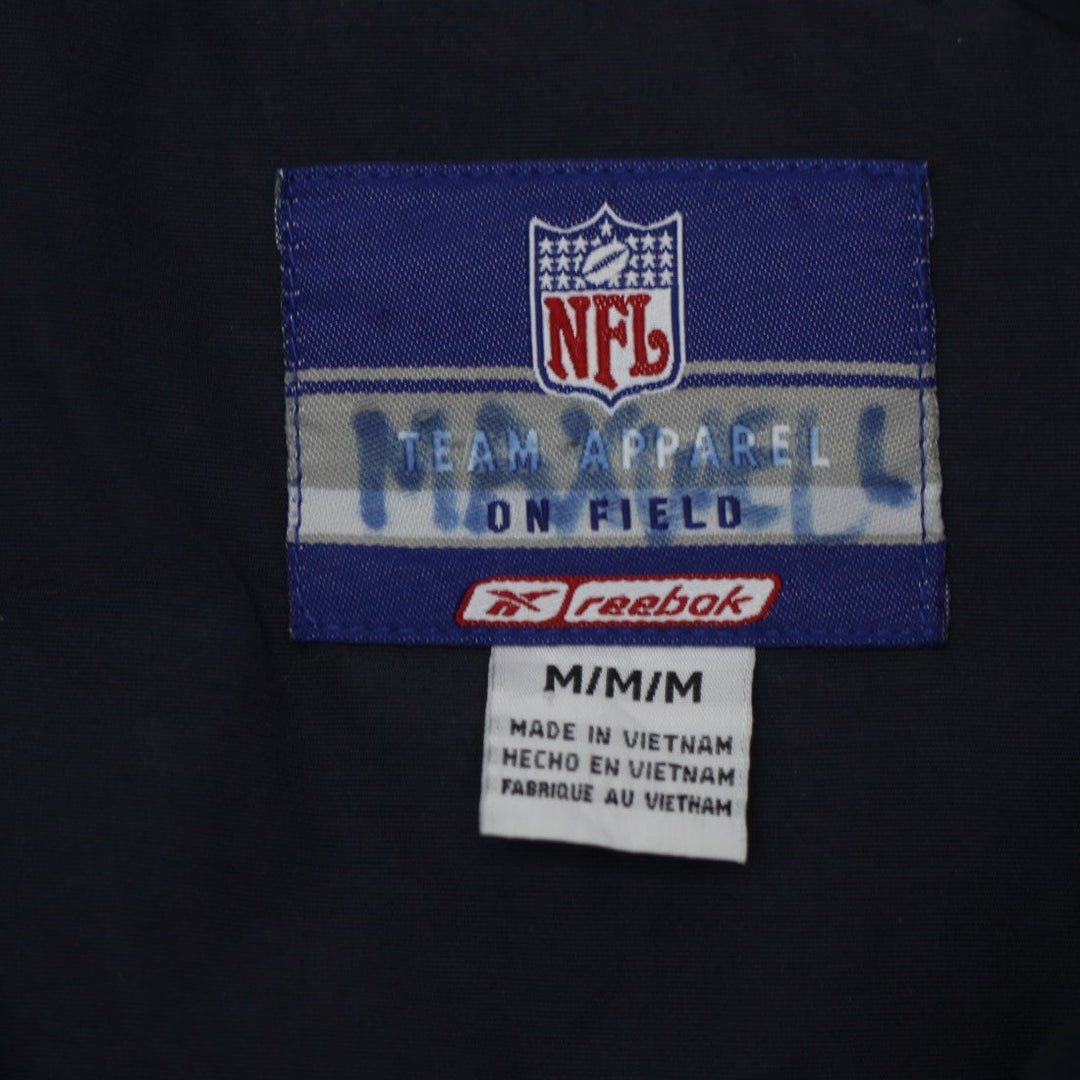 NFL
MAXWELL
TEAM APPAREL
ON FIELD
reebok
M/M/M
MADE IN VIETNAM
HECHO EN VIETNAM
FABRIQUE AU VIETNAM